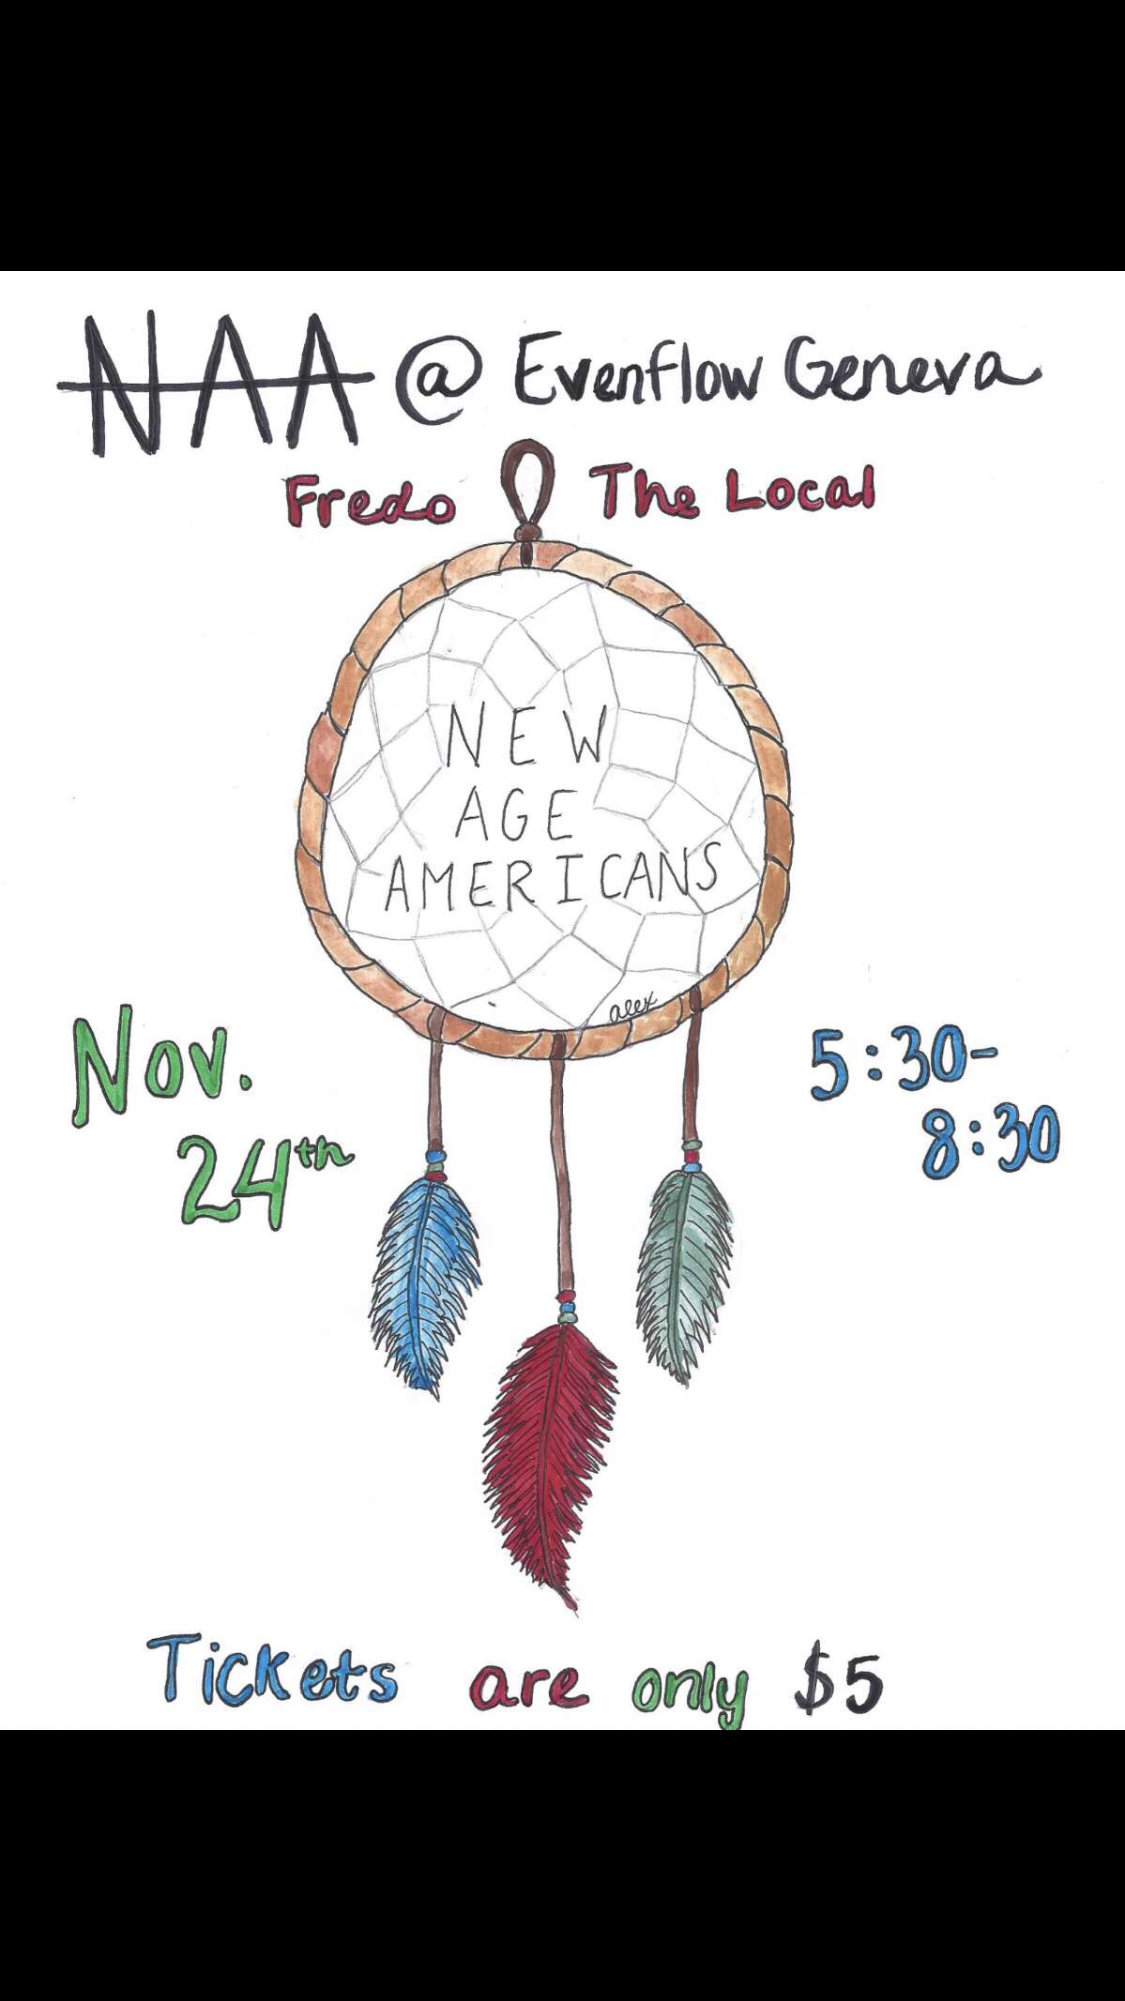 NAA @ Evenflow Geneva
Fredo The Local
NEW
AGE
AMERICANS
alex
Nov.
24th
5:30-
8:30
Tickets are only $5